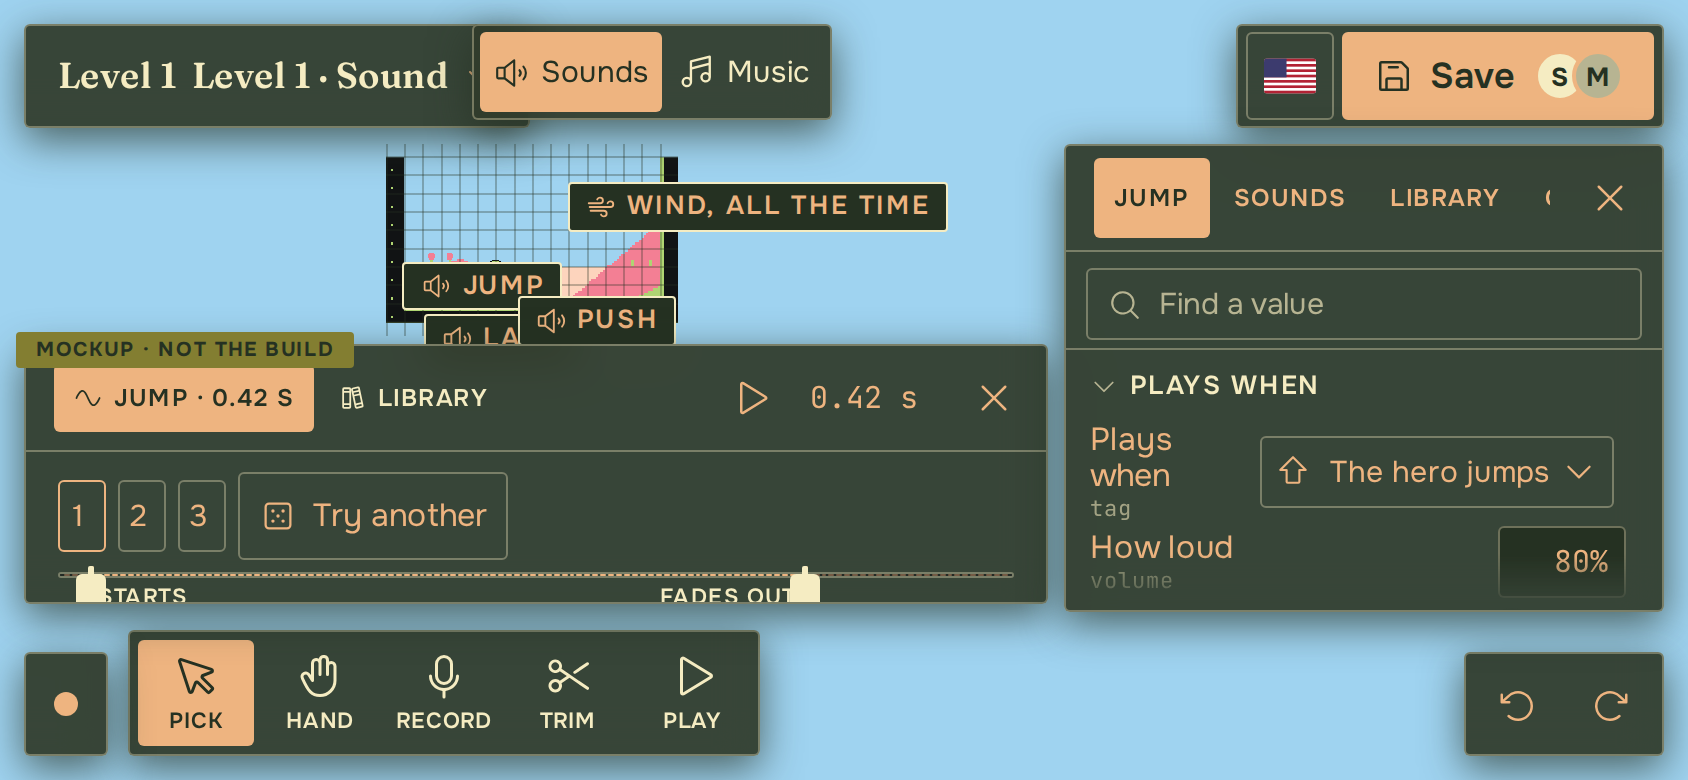 Level 1 Level 1 · Sound
Sounds
Music
Save
S
M
WIND, ALL THE TIME
JUMP
PUSH
LA
MOCKUP · NOT THE BUILD
JUMP · 0.42 S
LIBRARY
0.42 s
1
2
3
Try another
STARTS
FADES OUT
JUMP
SOUNDS
LIBRARY
Find a value
PLAYS WHEN
Plays
when
tag
The hero jumps
How loud
volume
80%
PICK
HAND
RECORD
TRIM
PLAY